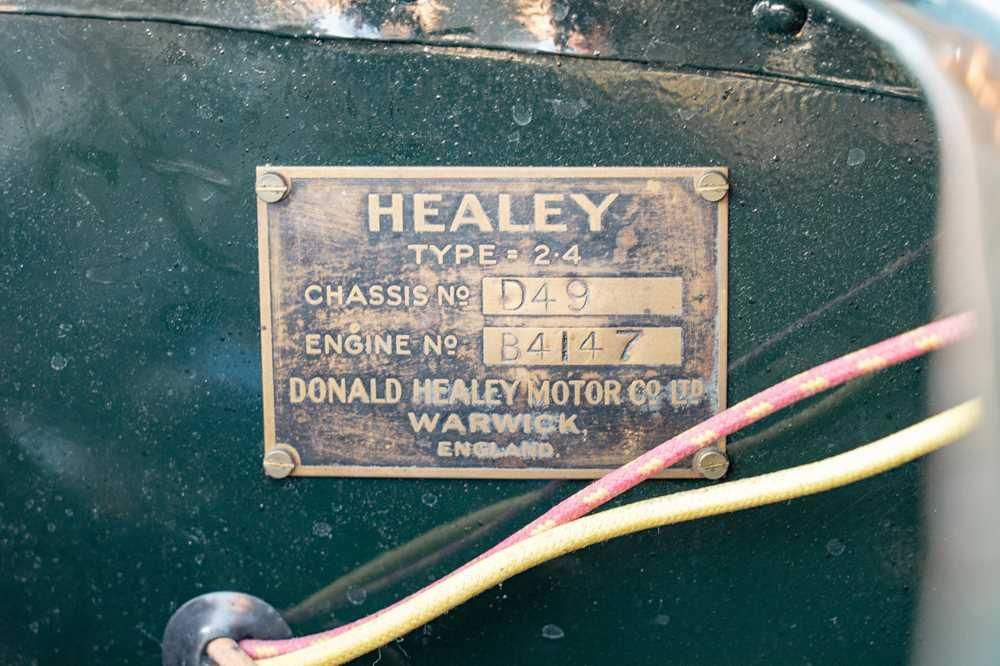 HEALEY
TYPE = 2·4
CHASSIS Nº D49
ENGINE Nº B4147
DONALD HEALEY MOTOR Cº LTD
WARWICK.
ENGLAND.